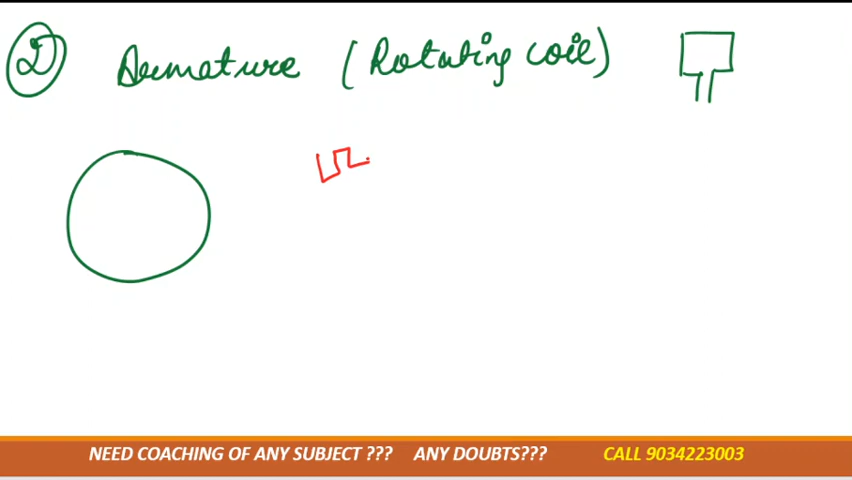 2 Armature (Rotating coil)
NEED COACHING OF ANY SUBJECT ??? ANY DOUBTS??? CALL 9034223003